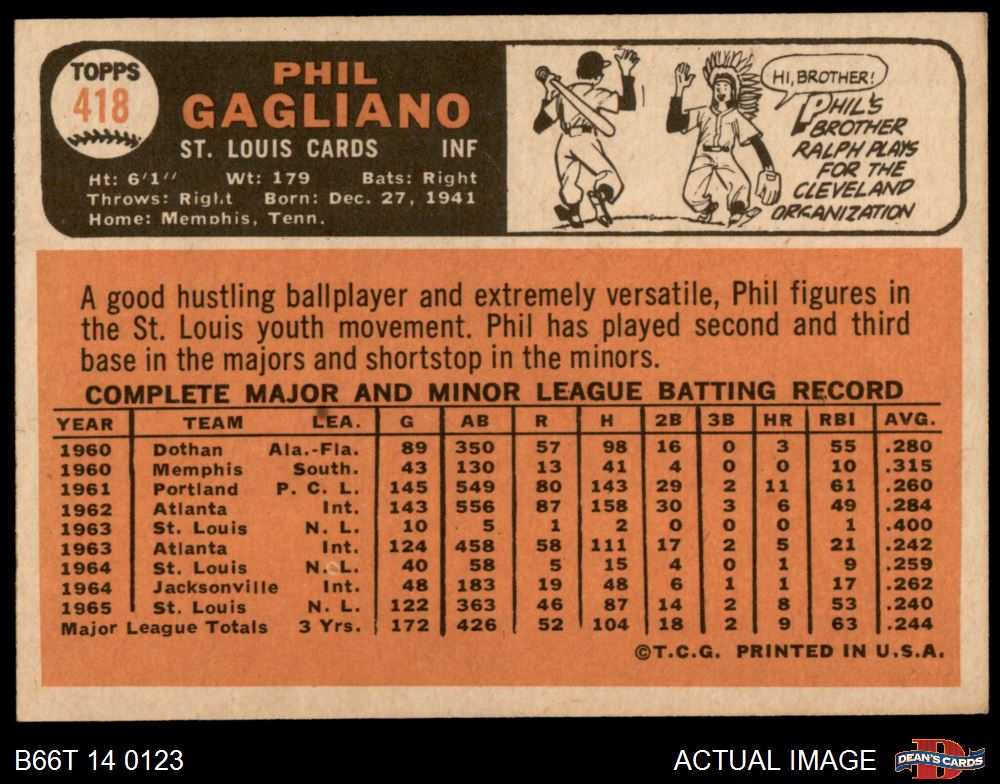 TOPPS
418
PHIL
GAGLIANO
ST. LOUIS CARDS INF
Ht: 6'1" Wt: 179 Bats: Right
Throws: Right Born: Dec. 27, 1941
Home: Memphis, Tenn.
HI, BROTHER!
PHIL'S
BROTHER
RALPH PLAYS
FOR THE
CLEVELAND
ORGANIZATION
A good hustling ballplayer and extremely versatile, Phil figures in
the St. Louis youth movement. Phil has played second and third
base in the majors and shortstop in the minors.
COMPLETE MAJOR AND MINOR LEAGUE BATTING RECORD
YEAR TEAM LEA. G AB R H 2B 3B HR RBI AVG.
1960 Dothan Ala.-Fla. 89 350 57 98 16 0 3 55 .280
1960 Memphis South. 43 130 13 41 4 0 0 10 .315
1961 Portland P. C. L. 145 549 80 143 29 2 11 61 .260
1962 Atlanta Int. 143 556 87 158 30 3 6 49 .284
1963 St. Louis N. L. 10 5 1 2 0 0 0 1 .400
1963 Atlanta Int. 124 458 58 111 17 2 5 21 .242
1964 St. Louis N. L. 40 58 5 15 4 0 1 9 .259
1964 Jacksonville Int. 48 183 19 48 6 1 1 17 .262
1965 St. Louis N. L. 122 363 46 87 14 2 8 53 .240
Major League Totals 3 Yrs. 172 426 52 104 18 2 9 63 .244
©T.C.G. PRINTED IN U.S.A.
B66T 14 0123
ACTUAL IMAGE
DEAN'S CARDS